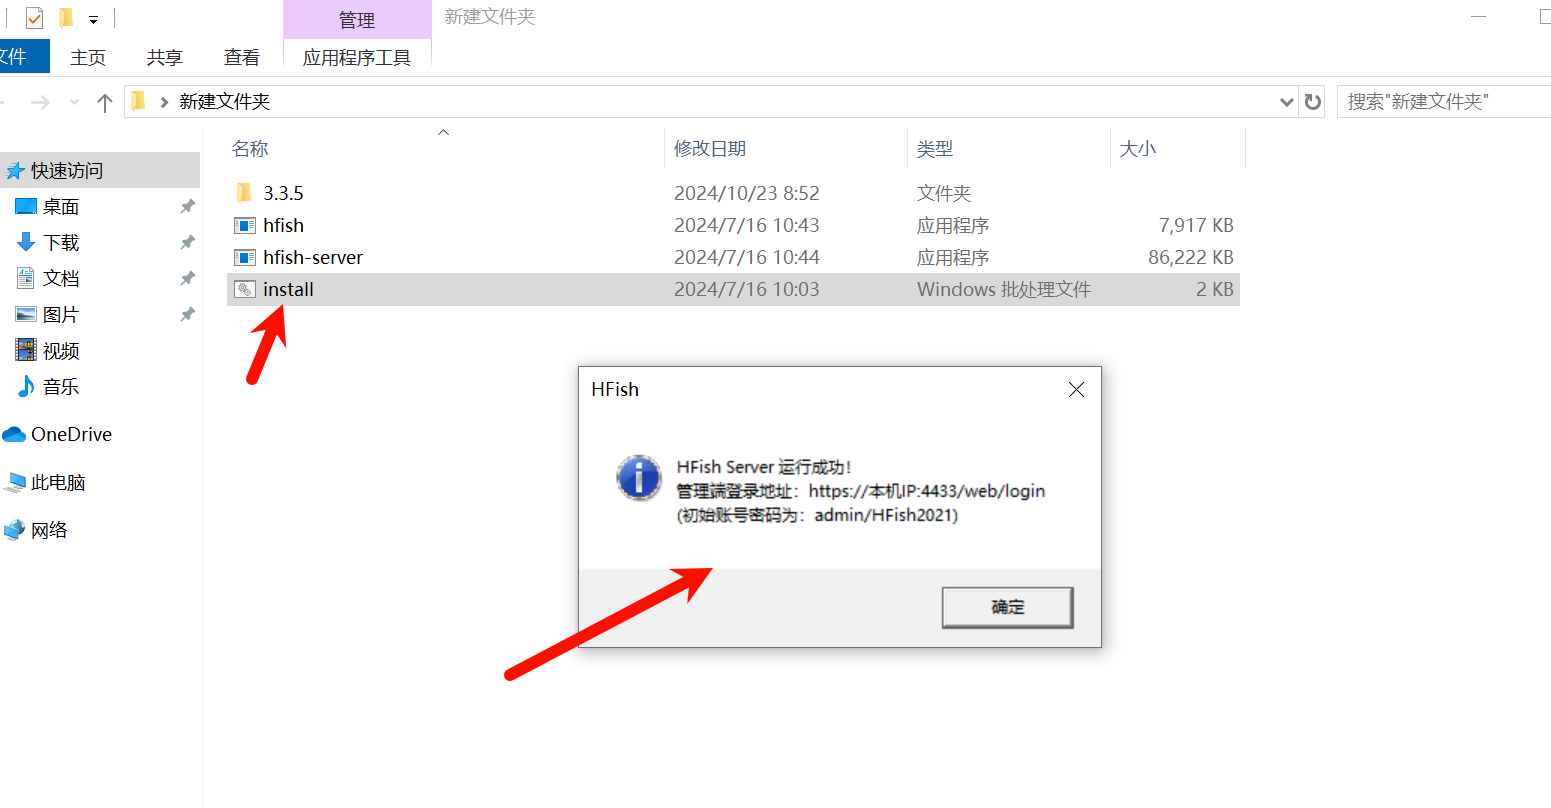 管理
新建文件夹
文件
主页
共享
查看
应用程序工具
新建文件夹
搜索"新建文件夹"
名称
修改日期
类型
大小
快速访问
桌面
下载
文档
图片
视频
音乐
OneDrive
此电脑
网络
3.3.5 2024/10/23 8:52 文件夹
hfish 2024/7/16 10:43 应用程序 7,917 KB
hfish-server 2024/7/16 10:44 应用程序 86,222 KB
install 2024/7/16 10:03 Windows 批处理文件 2 KB
HFish
HFish Server 运行成功!
管理端登录地址：https://本机IP:4433/web/login
(初始账号密码为：admin/HFish2021)
确定